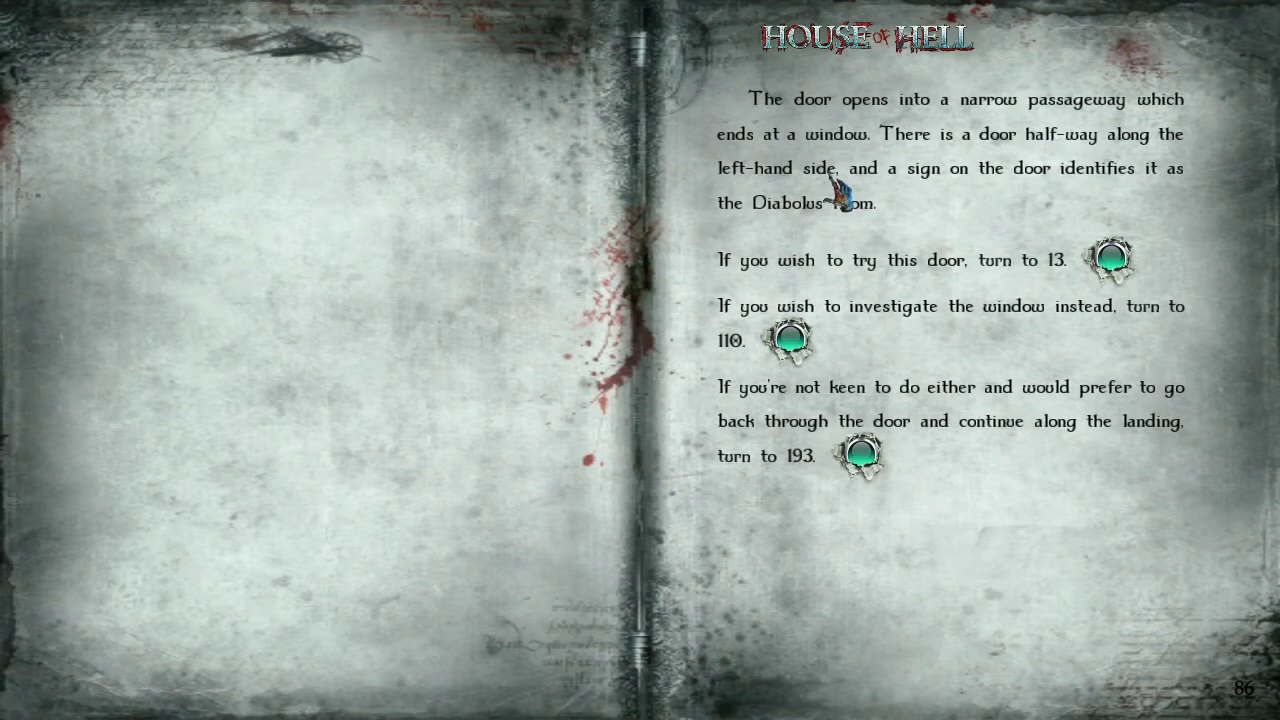 HOUSE OF HELL
The door opens into a narrow passageway which
ends at a window. There is a door half-way along the
left-hand side, and a sign on the door identifies it as
the Diabolus
If you wish to try this door, turn to 13.
If you wish to investigate the window instead, turn to
110.
If you're not keen to do either and would prefer to go
back through the door and continue along the landing,
turn to 193.
86